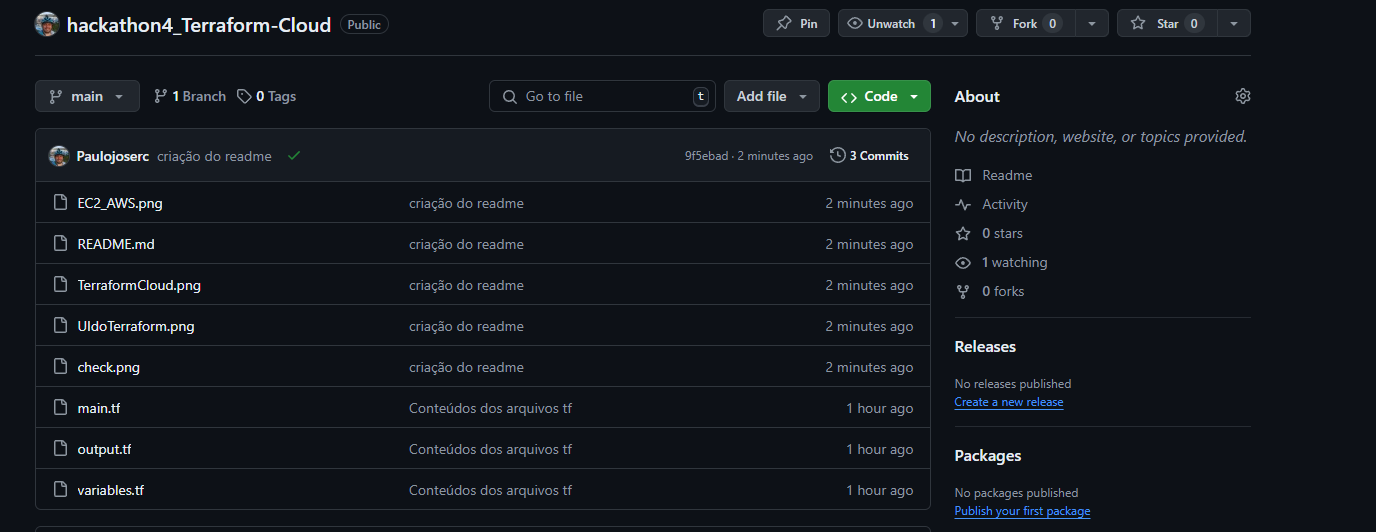 hackathon4_Terraform-Cloud Public Pin Unwatch 1 Fork 0 Star 0
main 1 Branch 0 Tags Go to file t Add file Code
Paulojoserc criação do readme 9f5ebad · 2 minutes ago 3 Commits
EC2_AWS.png criação do readme 2 minutes ago
README.md criação do readme 2 minutes ago
TerraformCloud.png criação do readme 2 minutes ago
UIdoTerraform.png criação do readme 2 minutes ago
check.png criação do readme 2 minutes ago
main.tf Conteúdos dos arquivos tf 1 hour ago
output.tf Conteúdos dos arquivos tf 1 hour ago
variables.tf Conteúdos dos arquivos tf 1 hour ago
About
No description, website, or topics provided.
Readme
Activity
0 stars
1 watching
0 forks
Releases
No releases published
Create a new release
Packages
No packages published
Publish your first package